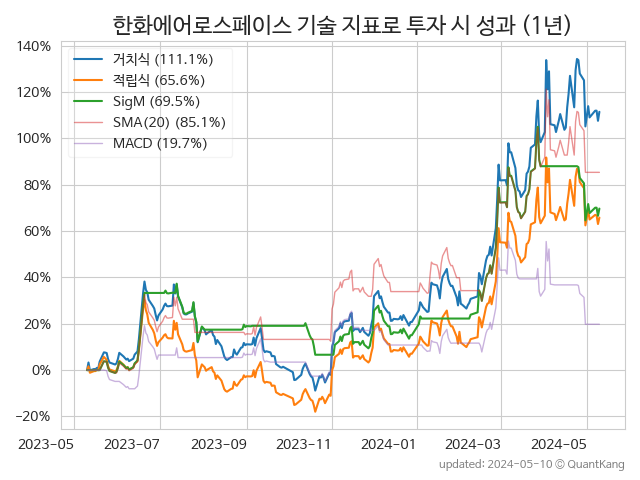 한화에어로스페이스 기술 지표로 투자 시 성과 (1년)
140%
120%
100%
80%
60%
40%
20%
0%
−20%
거치식 (111.1%)
적립식 (65.6%)
SigM (69.5%)
SMA(20) (85.1%)
MACD (19.7%)
2023-05
2023-07
2023-09
2023-11
2024-01
2024-03
2024-05
updated: 2024-05-10 © QuantKang